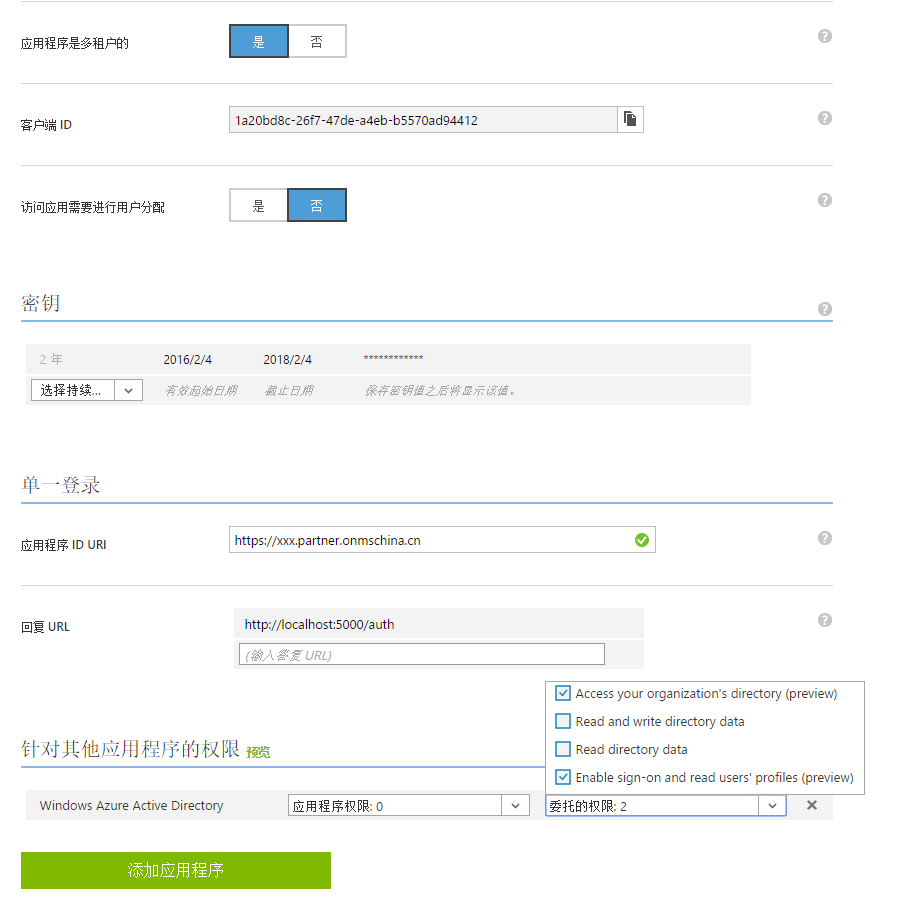 应用程序是多租户的
是
否
客户端 ID
1a20bd8c-26f7-47de-a4eb-b5570ad94412
访问应用需要进行用户分配
是
否
密钥
2 年 2016/2/4 2018/2/4 ************
选择持续... 有效起始日期 截止日期 保存密钥值之后将显示该值。
单一登录
应用程序 ID URI
https://xxx.partner.onmschina.cn
回复 URL
http://localhost:5000/auth
(输入答复 URL)
Access your organization's directory (preview)
Read and write directory data
Read directory data
Enable sign-on and read users' profiles (preview)
针对其他应用程序的权限 预览
Windows Azure Active Directory
应用程序权限: 0
委托的权限: 2
添加应用程序